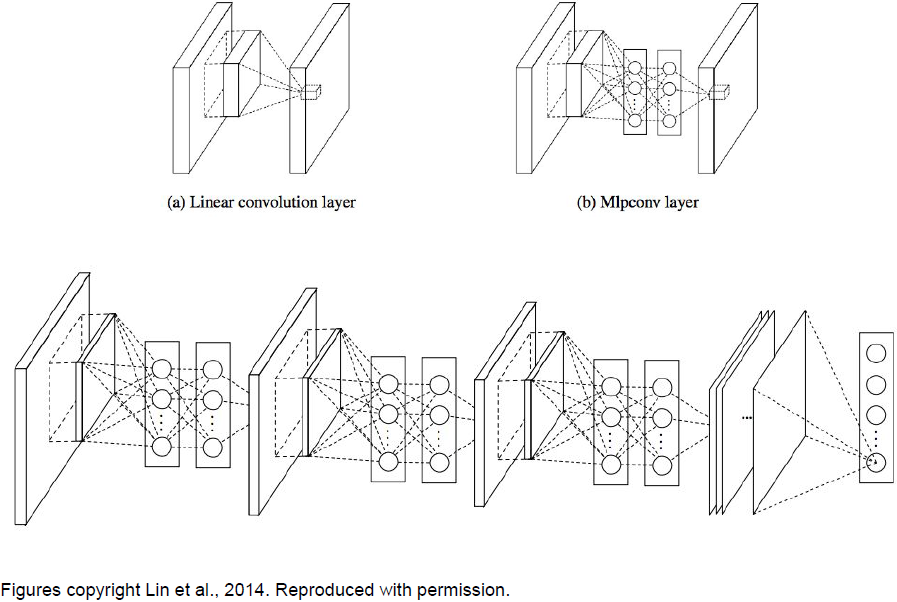 (a) Linear convolution layer
(b) Mlpconv layer
Figures copyright Lin et al., 2014. Reproduced with permission.